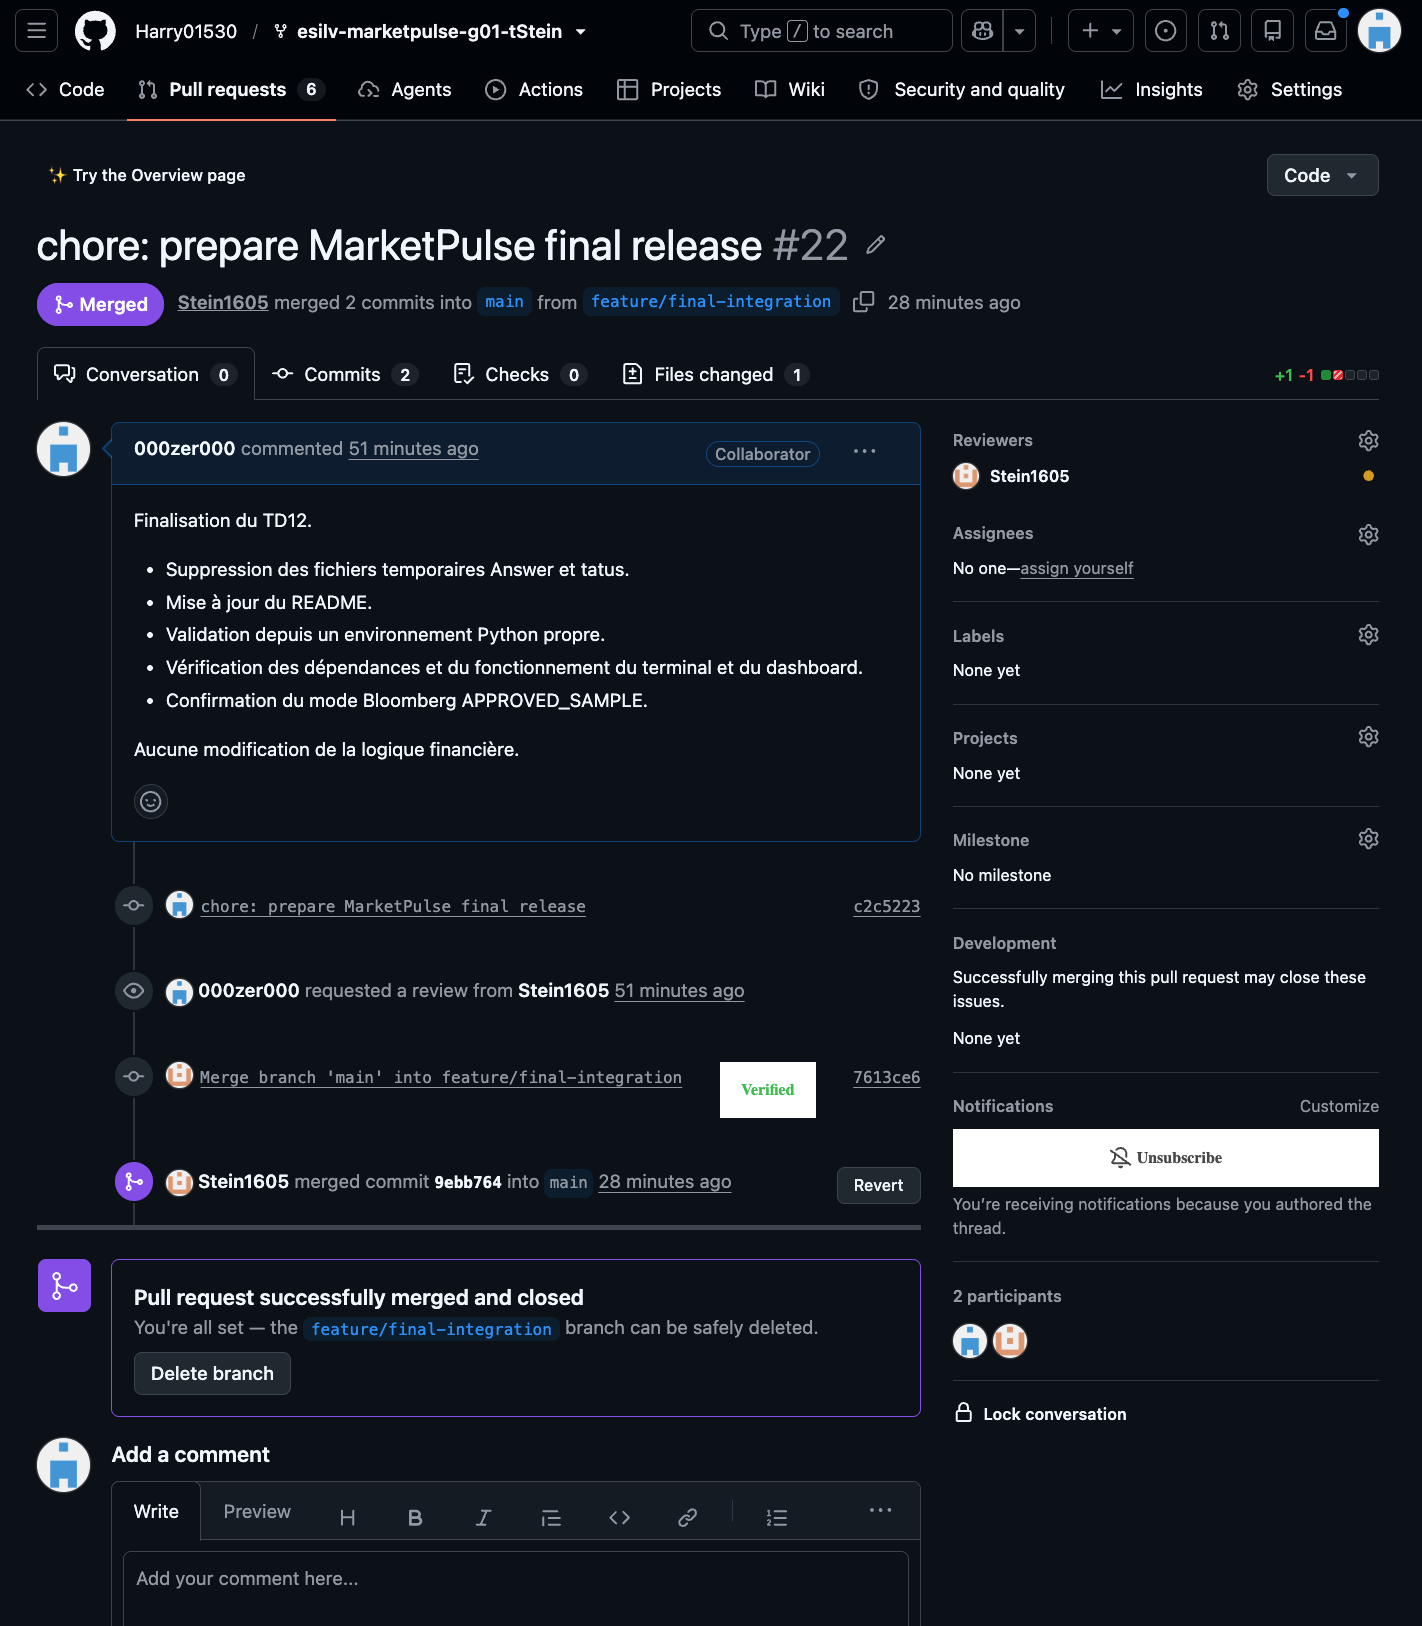 Harry01530 / esilv-marketpulse-g01-tStein
Type / to search
Code
Pull requests 6
Agents
Actions
Projects
Wiki
Security and quality
Insights
Settings
✨ Try the Overview page
Code
chore: prepare MarketPulse final release #22
Merged
Stein1605 merged 2 commits into main from feature/final-integration 28 minutes ago
Conversation 0
Commits 2
Checks 0
Files changed 1
+1 -1
000zer000 commented 51 minutes ago
Collaborator
Finalisation du TD12.
• Suppression des fichiers temporaires Answer et tatus.
• Mise à jour du README.
• Validation depuis un environnement Python propre.
• Vérification des dépendances et du fonctionnement du terminal et du dashboard.
• Confirmation du mode Bloomberg APPROVED_SAMPLE.
Aucune modification de la logique financière.
chore: prepare MarketPulse final release c2c5223
000zer000 requested a review from Stein1605 51 minutes ago
Merge branch 'main' into feature/final-integration Verified 7613ce6
Stein1605 merged commit 9ebb764 into main 28 minutes ago
Revert
Pull request successfully merged and closed
You're all set — the feature/final-integration branch can be safely deleted.
Delete branch
Add a comment
Write
Preview
Add your comment here...
Reviewers
Stein1605
Assignees
No one—assign yourself
Labels
None yet
Projects
None yet
Milestone
No milestone
Development
Successfully merging this pull request may close these
issues.
None yet
Notifications
Customize
Unsubscribe
You're receiving notifications because you authored the
thread.
2 participants
Lock conversation